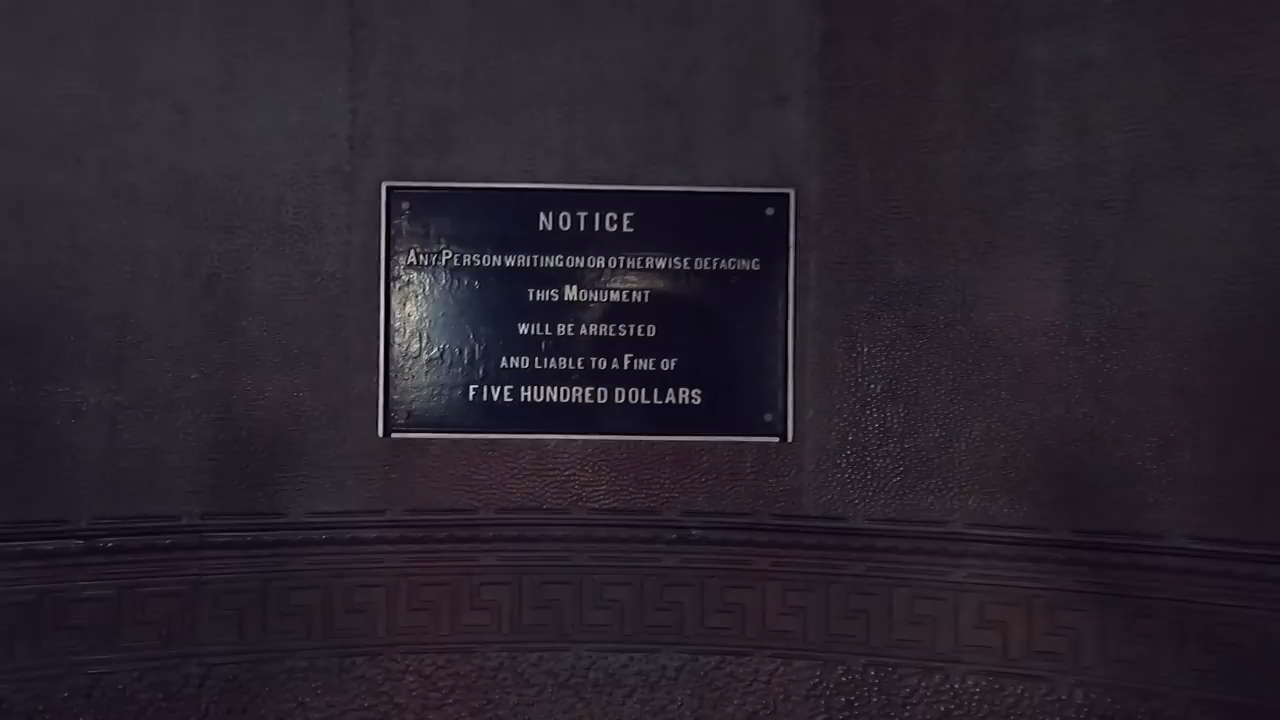 NOTICE
ANY PERSON WRITING ON OR OTHERWISE DEFACING
THIS MONUMENT
WILL BE ARRESTED
AND LIABLE TO A FINE OF
FIVE HUNDRED DOLLARS